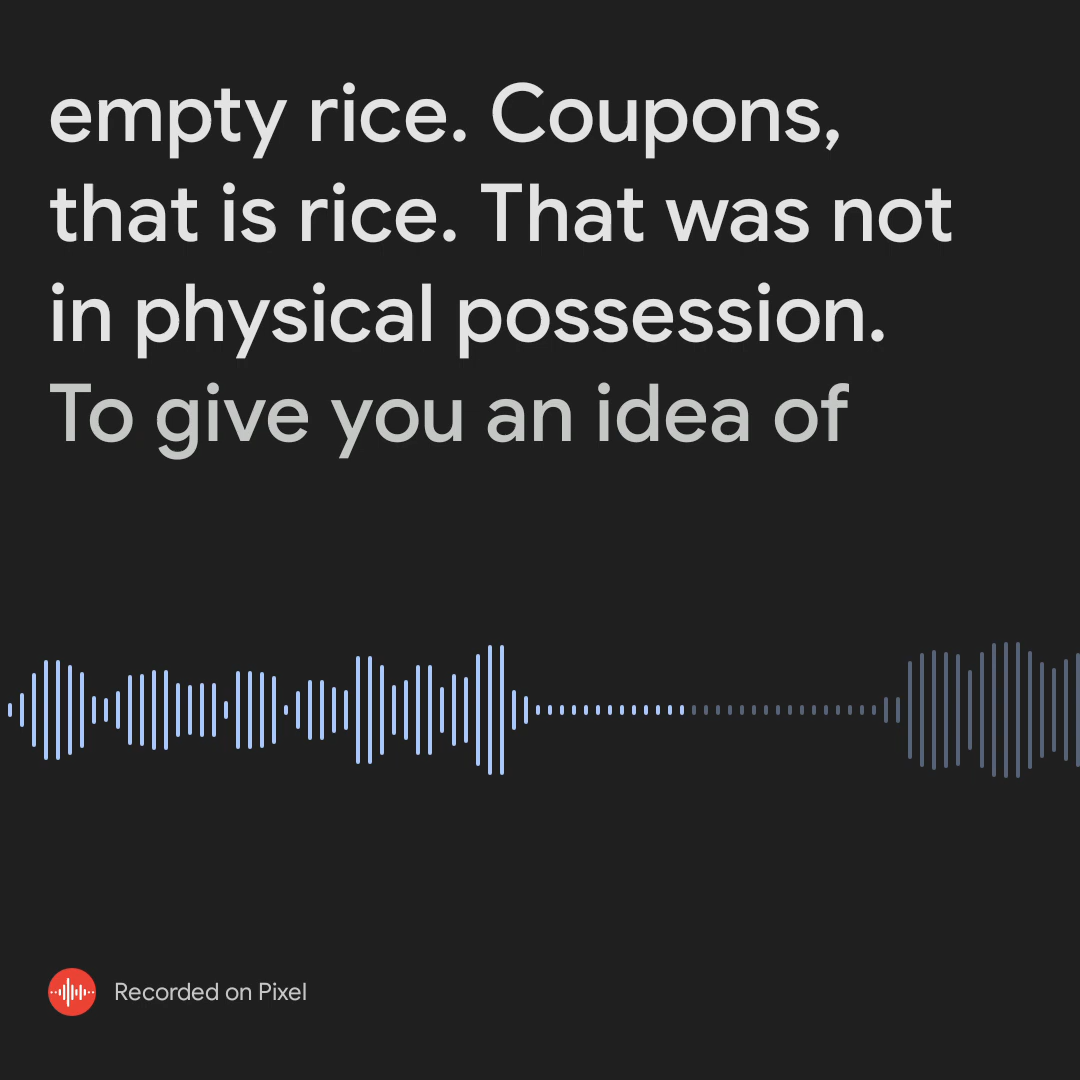 empty rice. Coupons,
that is rice. That was not
in physical possession.
To give you an idea of
Recorded on Pixel